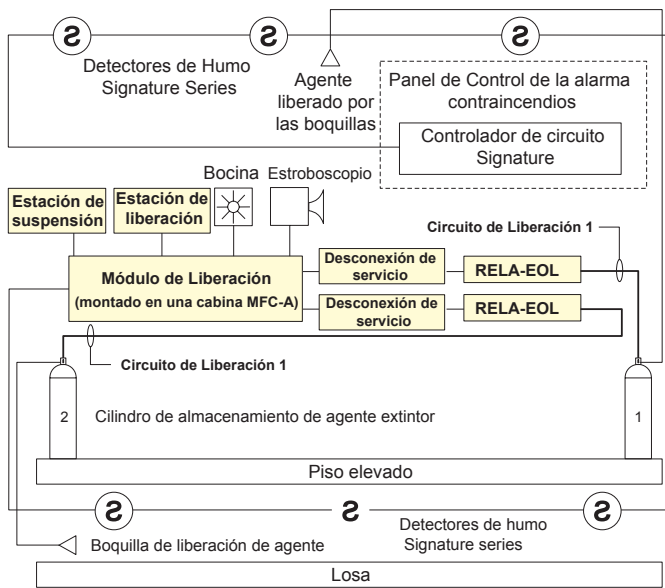 S
S
S
Detectores de Humo
Signature Series
Agente
liberado por
las boquillas
Panel de Control de la alarma
contraincendios
Controlador de circuito
Signature
Bocina
Estroboscopio
Estación de
suspensión
Estación de
liberación
Circuito de Liberación 1
Módulo de Liberación
(montado en una cabina MFC-A)
Desconexión de
servicio
RELA-EOL
Desconexión de
servicio
RELA-EOL
Circuito de Liberación 1
2
Cilindro de almacenamiento de agente extintor
1
Piso elevado
S
S
S
Detectores de humo
Signature series
Boquilla de liberación de agente
Losa